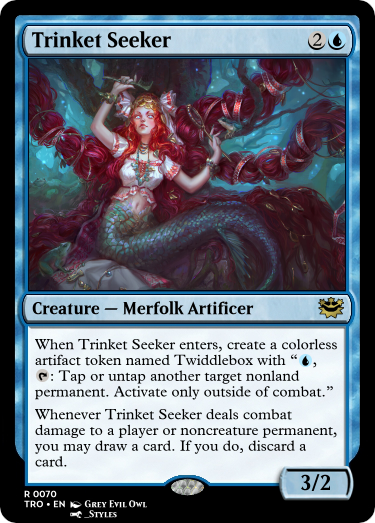 Trinket Seeker 2
Creature — Merfolk Artificer
When Trinket Seeker enters, create a colorless
artifact token named Twiddlebox with “
: Tap or untap another target nonland
permanent. Activate only outside of combat.”
Whenever Trinket Seeker deals combat
damage to a player or noncreature permanent,
you may draw a card. If you do, discard a
card.
3/2
R 0070
TRO • EN Grey Evil Owl
_Styles